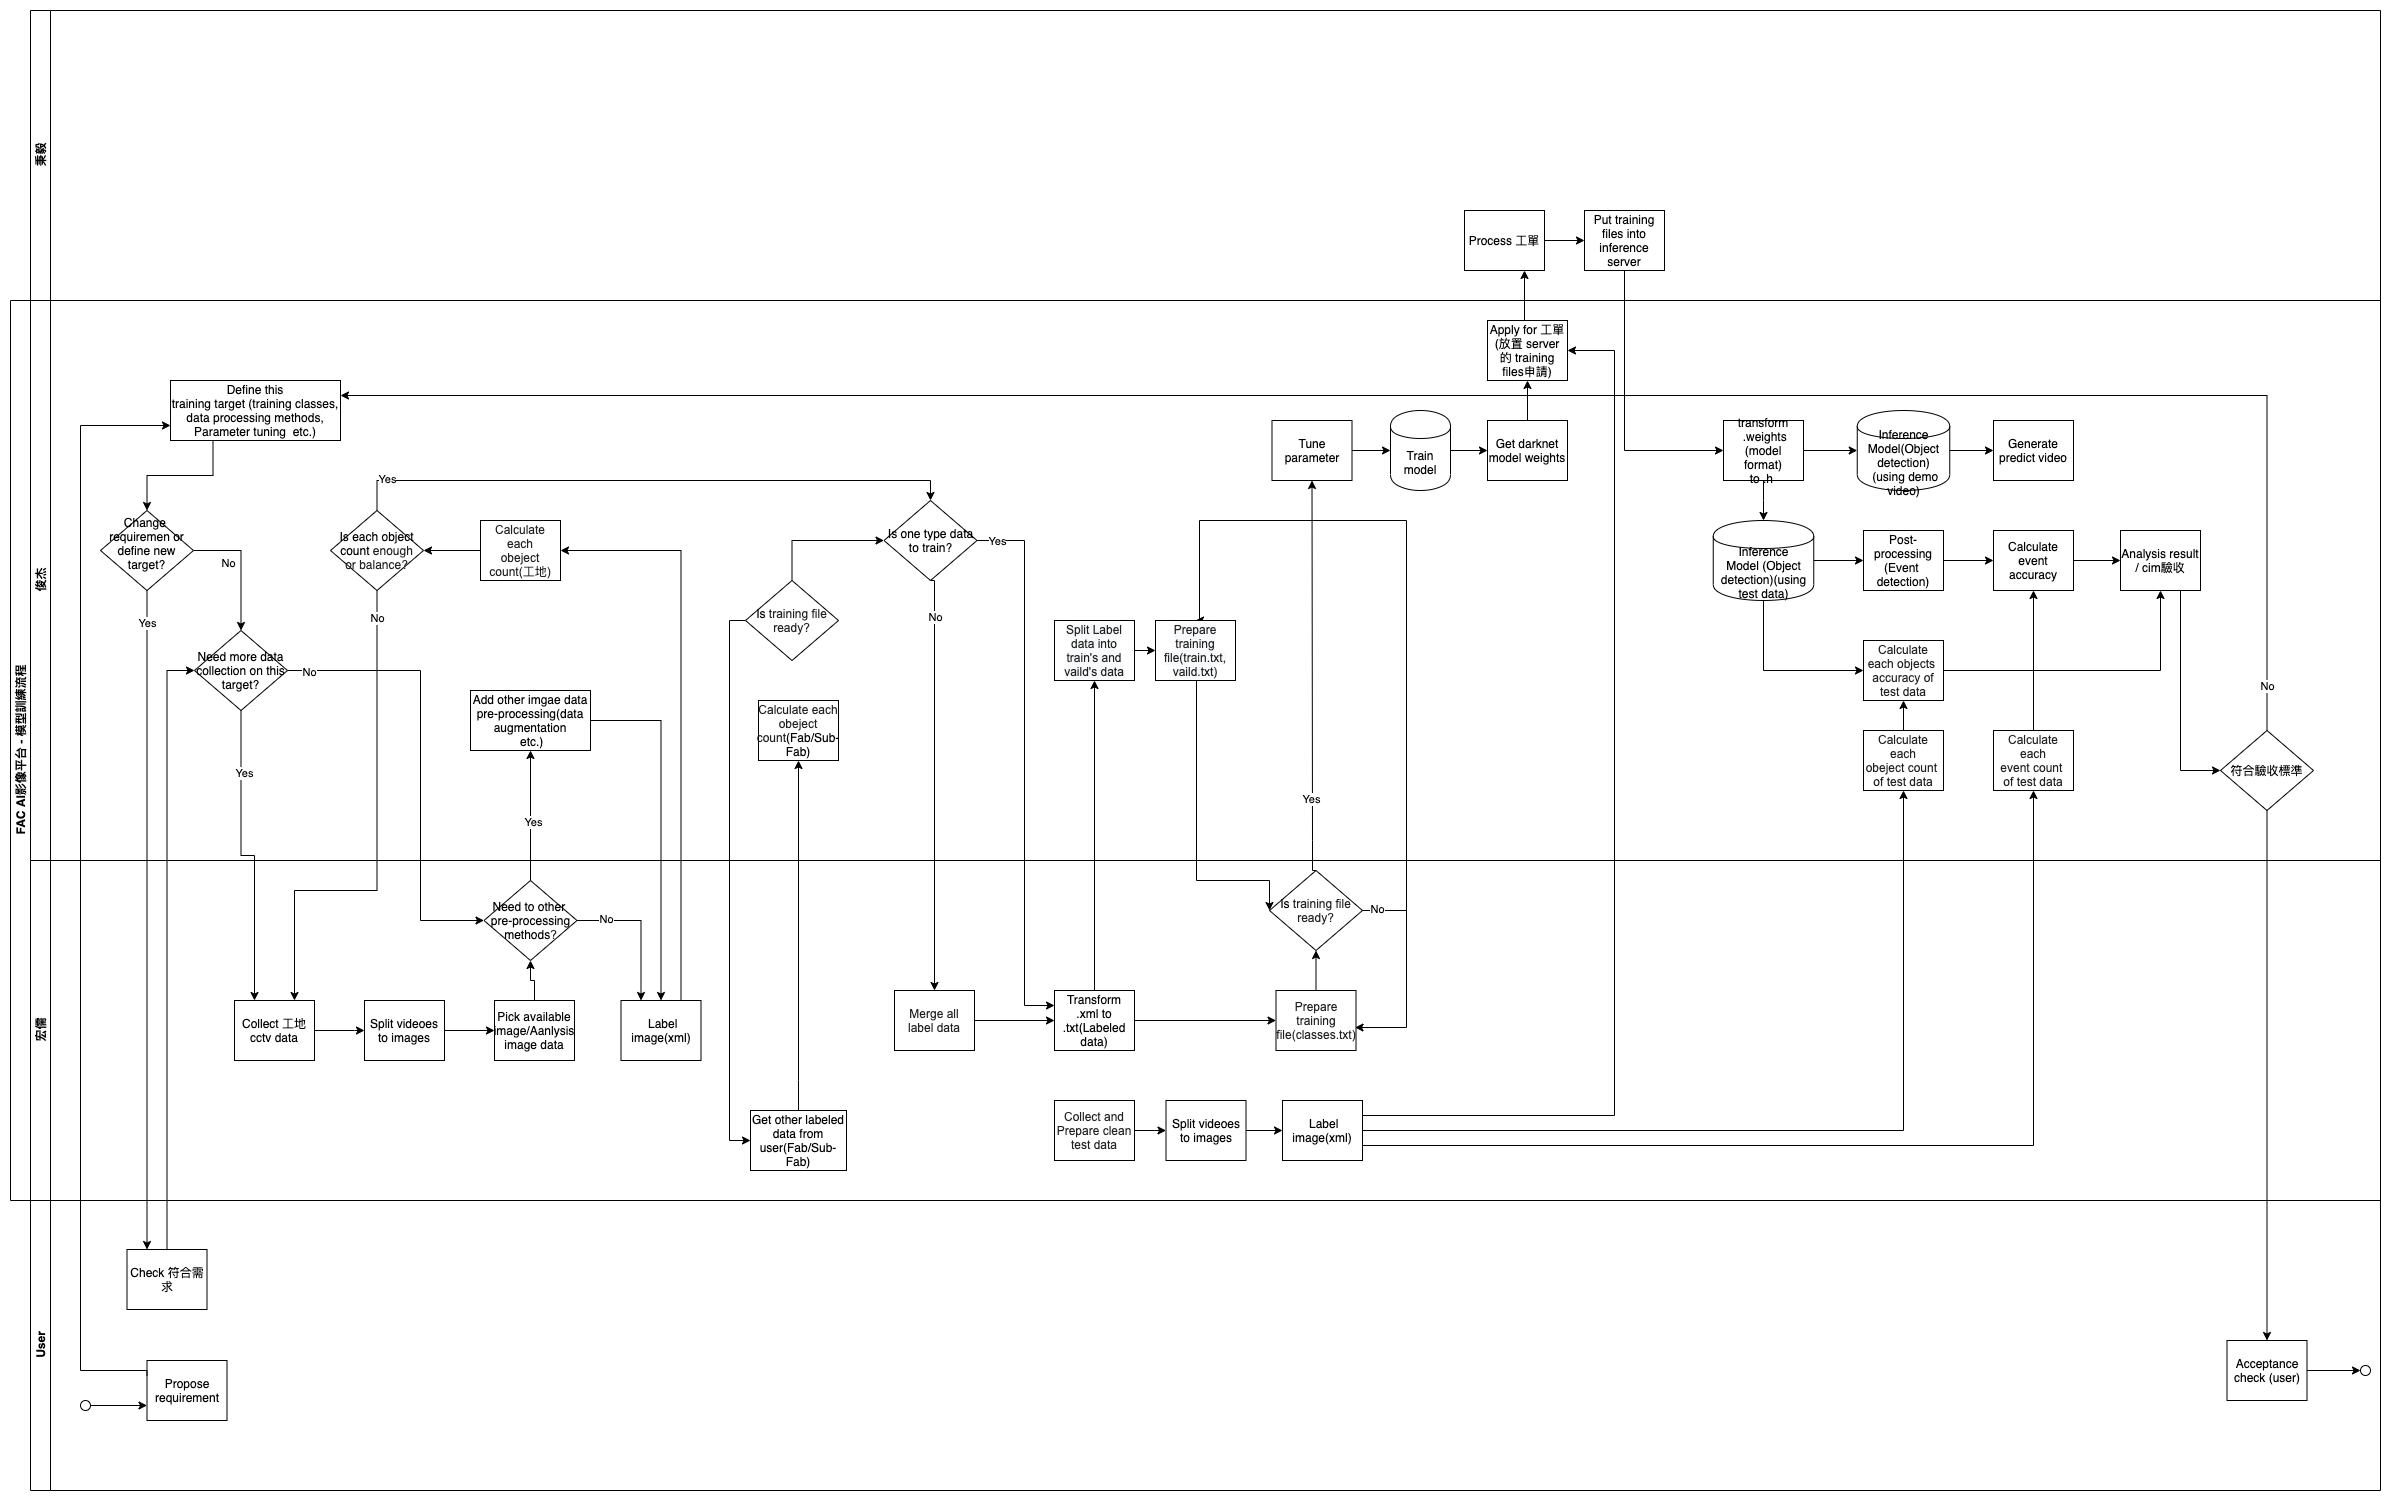 FAC AI影像平台 - 模型訓練流程
秉毅
Process 工單
Put training
files into
inference
server
俊杰
Apply for 工單
(放置 server
的 training
files申請)
Define this
training target (training classes,
data processing methods,
Parameter tuning  etc.)
Change
requiremen or
define new
target?
No
Yes
Need more data
collection on this
target?
No
Yes
Yes
Is each object
count enough
or balance?
No
Calculate
each
obeject
count(工地)
Add other imgae data
pre-processing(data
augmentation
etc.)
Yes
Is training file
ready?
Calculate each
obeject
count(Fab/Sub-
Fab)
Is one type data
to train?
Yes
No
Split Label
data into
train's and
vaild's data
Prepare
training
file(train.txt,
vaild.txt)
Tune
parameter
Train
model
Get darknet
model weights
Yes
transform
.weights
(model
format)
to .h
Inference
Model(Object
detection)
(using demo
video)
Generate
predict video
Inference
Model (Object
detection)(using
test data)
Post-
processing
(Event
detection)
Calculate
event
accuracy
Analysis result
/ cim驗收
Calculate
each objects
accuracy of
test data
Calculate
each
obeject count
of test data
Calculate
each
event count
of test data
No
符合驗收標準
宏儒
Need to other
pre-processing
methods?
No
Collect 工地
cctv data
Split videoes
to images
Pick available
image/Aanlysis
image data
Label
image(xml)
Get other labeled
data from
user(Fab/Sub-
Fab)
Merge all
label data
Transform
.xml to
.txt(Labeled
data)
Is training file
ready?
No
Prepare
training
file(classes.txt)
Collect and
Prepare clean
test data
Split videoes
to images
Label
image(xml)
User
Check 符合需
求
Propose
requirement
Acceptance
check (user)